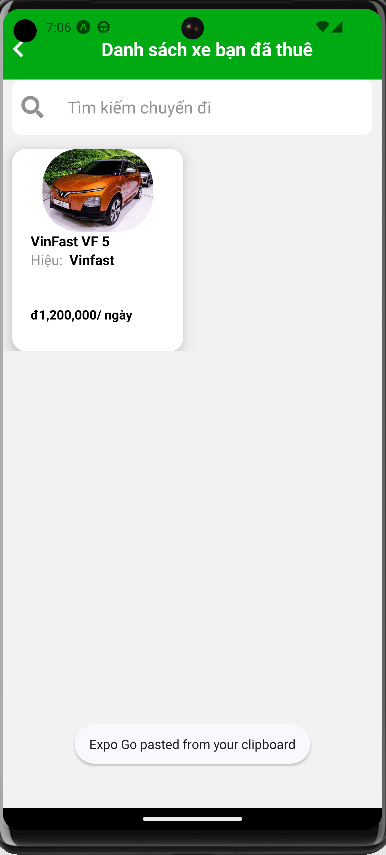 7:06
Danh sách xe bạn đã thuê
Tìm kiếm chuyến đi
VinFast VF 5
Hiệu: Vinfast
đ1,200,000/ ngày
Expo Go pasted from your clipboard